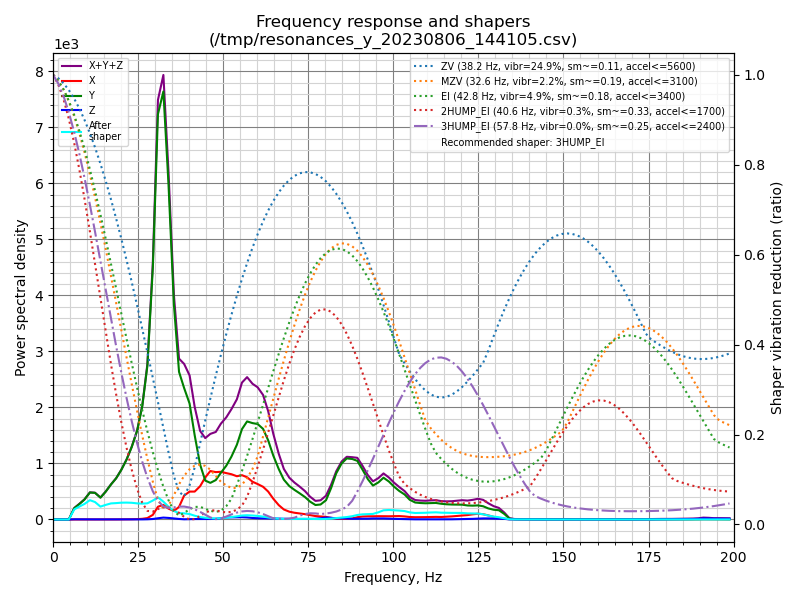 Frequency response and shapers
(/tmp/resonances_y_20230806_144105.csv)
1e3
X+Y+Z
X
Y
Z
After
shaper
ZV (38.2 Hz, vibr=24.9%, sm~=0.11, accel<=5600)
MZV (32.6 Hz, vibr=2.2%, sm~=0.19, accel<=3100)
EI (42.8 Hz, vibr=4.9%, sm~=0.18, accel<=3400)
2HUMP_EI (40.6 Hz, vibr=0.3%, sm~=0.33, accel<=1700)
3HUMP_EI (57.8 Hz, vibr=0.0%, sm~=0.25, accel<=2400)
Recommended shaper: 3HUMP_EI
Power spectral density
8
7
6
5
4
3
2
1
0
1.0
0.8
0.6
0.4
0.2
0.0
Shaper vibration reduction (ratio)
0 25 50 75 100 125 150 175 200
Frequency, Hz